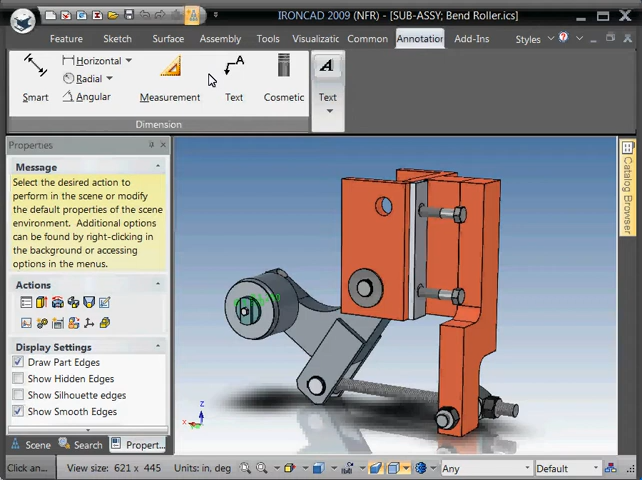 IRONCAD 2009 (NFR) - [SUB-ASSY; Bend Roller.ics]
Feature Sketch Surface Assembly Tools Visualizatic Common Annotation Add-Ins Styles
Horizontal
Radial
Angular
Smart Measurement Text Cosmetic Text
Dimension
Properties
Message
Select the desired action to
perform in the scene or modify
the default properties of the scene
environment. Additional options
can be found by right-clicking in
the background or accessing
options in the menus.
Actions
Display Settings
Draw Part Edges
Show Hidden Edges
Show Silhouette edges
Show Smooth Edges
Catalog Browser
z
x
Scene Search Propert...
Click an... View size: 621 x 445 Units: in, deg Any Default